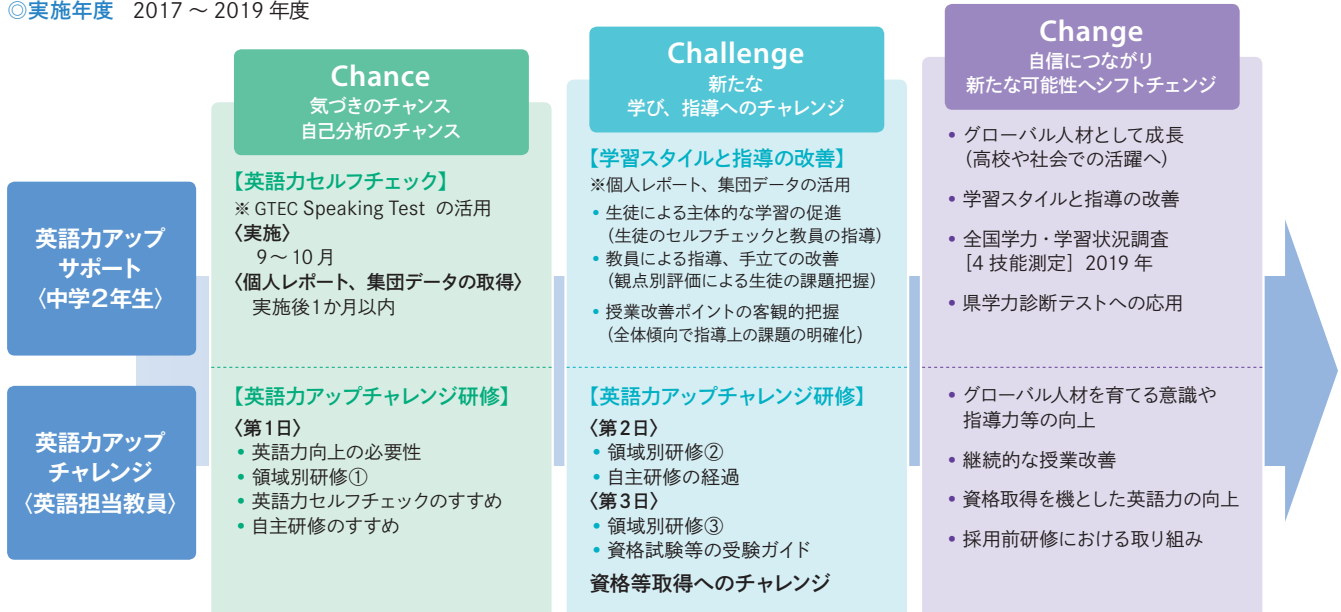 ◎実施年度 2017 ～ 2019 年度
Chance
気づきのチャンス
自己分析のチャンス
Challenge
新たな
学び、指導へのチャレンジ
Change
自信につながり
新たな可能性へシフトチェンジ
英語力アップ
サポート
〈中学2年生〉
【英語力セルフチェック】
※ GTEC Speaking Test の活用
〈実施〉
9～ 10 月
〈個人レポート、集団データの取得〉
実施後1か月以内
【学習スタイルと指導の改善】
※個人レポート、集団データの活用
• 生徒による主体的な学習の促進
(生徒のセルフチェックと教員の指導)
• 教員による指導、手立ての改善
(観点別評価による生徒の課題把握)
• 授業改善ポイントの客観的把握
(全体傾向で指導上の課題の明確化)
• グローバル人材として成長
(高校や社会での活躍へ)
• 学習スタイルと指導の改善
• 全国学力・学習状況調査
[4 技能測定] 2019 年
• 県学力診断テストへの応用
英語力アップ
チャレンジ
〈英語担当教員〉
【英語力アップチャレンジ研修】
〈第1日〉
• 英語力向上の必要性
• 領域別研修①
• 英語力セルフチェックのすすめ
• 自主研修のすすめ
【英語力アップチャレンジ研修】
〈第2日〉
• 領域別研修②
• 自主研修の経過
〈第3日〉
• 領域別研修③
• 資格試験等の受験ガイド
資格等取得へのチャレンジ
• グローバル人材を育てる意識や
指導力等の向上
• 継続的な授業改善
• 資格取得を機とした英語力の向上
• 採用前研修における取り組み